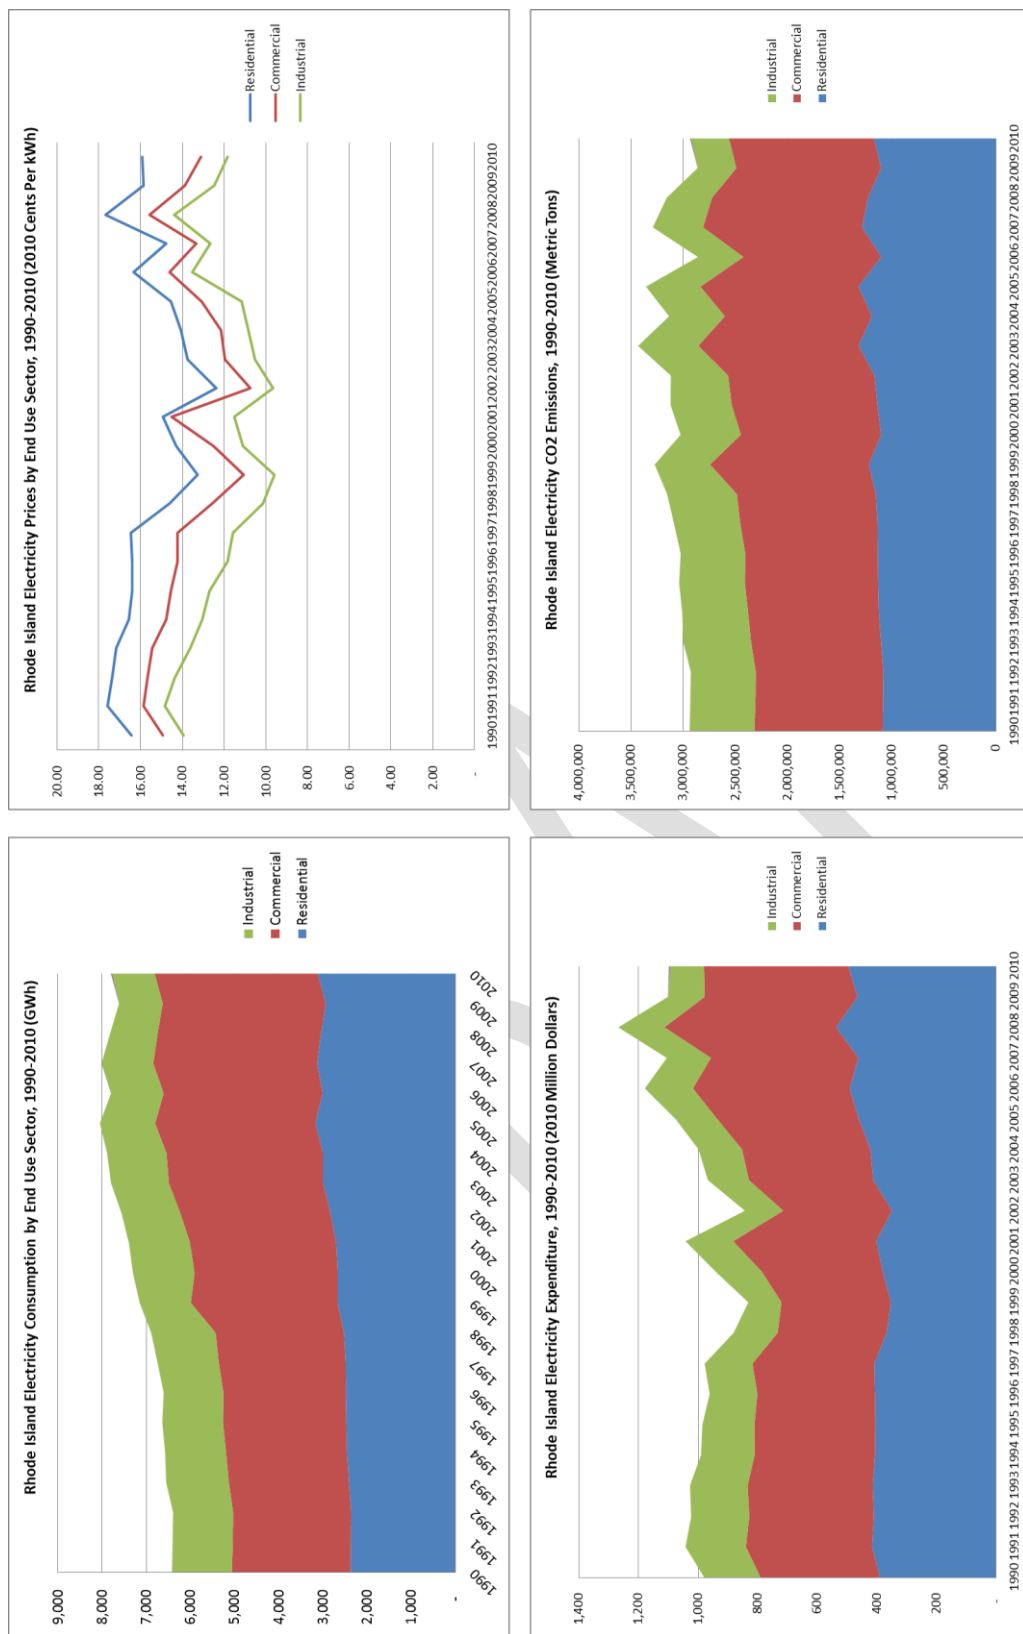 Rhode Island Electricity Consumption by End Use Sector, 1990-2010 (GWh)
9,000
8,000
7,000
6,000
5,000
4,000
3,000
2,000
1,000
-
1990 1991 1992 1993 1994 1995 1996 1997 1998 1999 2000 2001 2002 2003 2004 2005 2006 2007 2008 2009 2010
Industrial
Commercial
Residential
Rhode Island Electricity Prices by End Use Sector, 1990-2010 (2010 Cents Per kWh)
20.00
18.00
16.00
14.00
12.00
10.00
8.00
6.00
4.00
2.00
-
1990 1991 1992 1993 1994 1995 1996 1997 1998 1999 2000 2001 2002 2003 2004 2005 2006 2007 2008 2009 2010
Residential
Commercial
Industrial
Rhode Island Electricity Expenditure, 1990-2010 (2010 Million Dollars)
1,400
1,200
1,000
800
600
400
200
-
1990 1991 1992 1993 1994 1995 1996 1997 1998 1999 2000 2001 2002 2003 2004 2005 2006 2007 2008 2009 2010
Industrial
Commercial
Residential
Rhode Island Electricity CO2 Emissions, 1990-2010 (Metric Tons)
4,000,000
3,500,000
3,000,000
2,500,000
2,000,000
1,500,000
1,000,000
500,000
0
1990 1991 1992 1993 1994 1995 1996 1997 1998 1999 2000 2001 2002 2003 2004 2005 2006 2007 2008 2009 2010
Industrial
Commercial
Residential